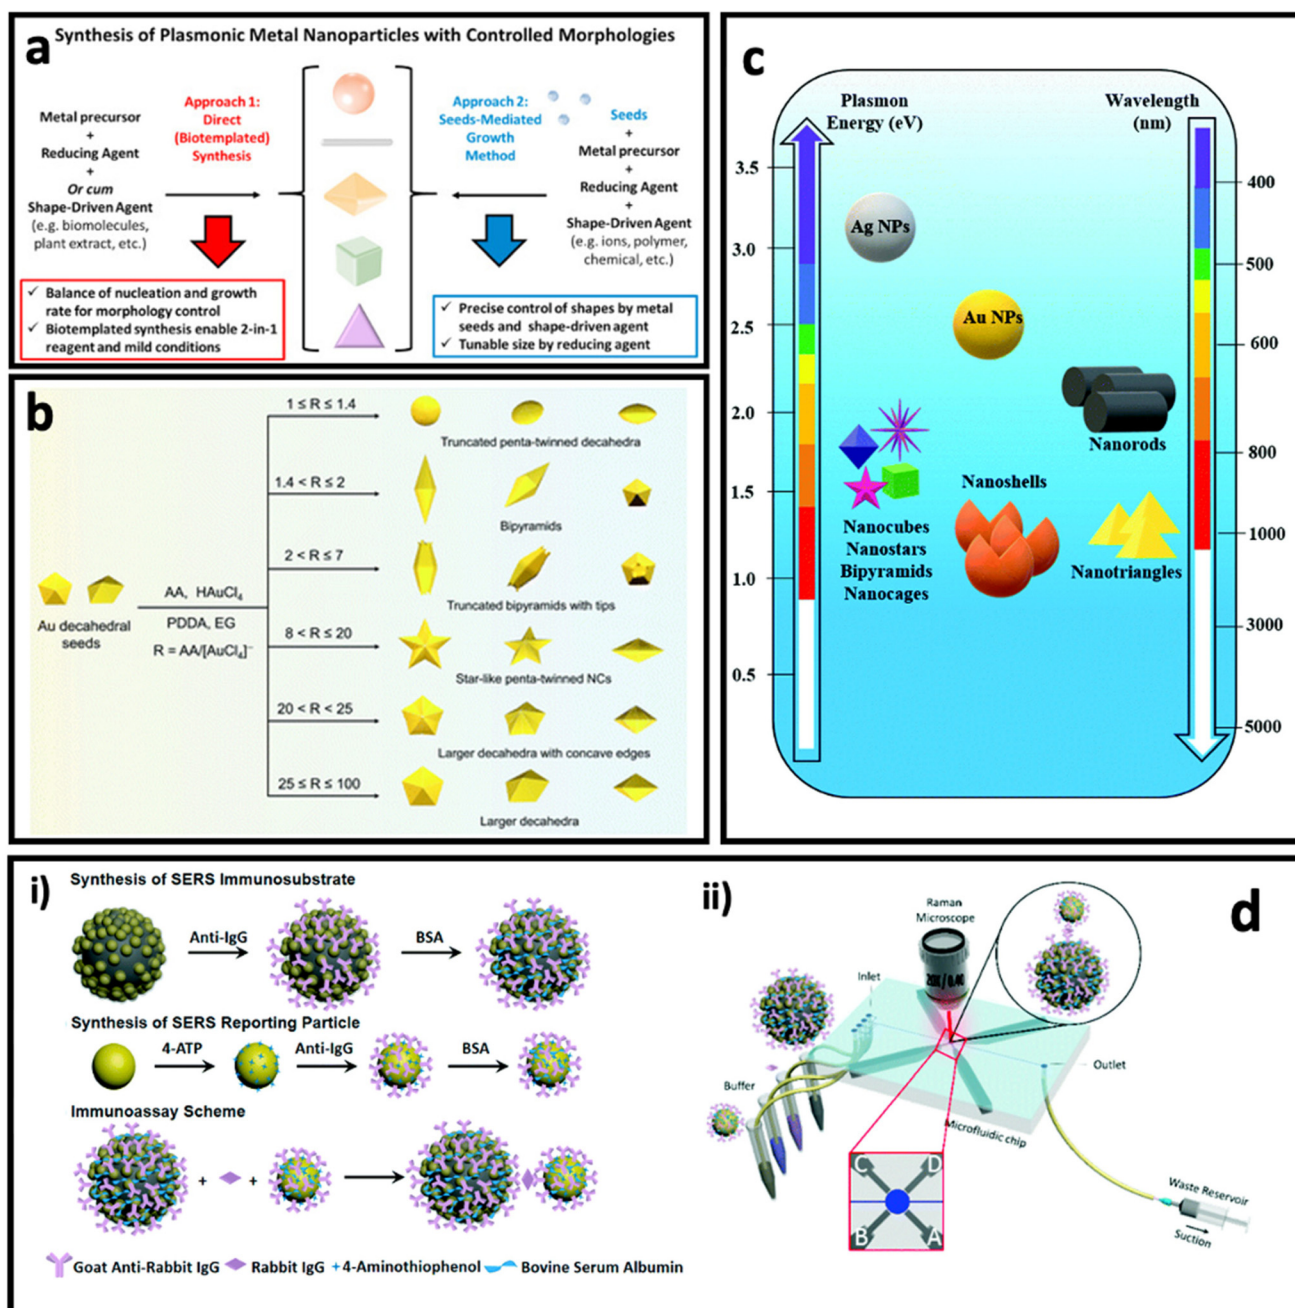 a
Synthesis of Plasmonic Metal Nanoparticles with Controlled Morphologies
Metal precursor
+
Reducing Agent
+
Or cum
Shape-Driven Agent
(e.g. biomolecules,
plant extract, etc.)
Approach 1:
Direct
(Biotemplated)
Synthesis
Approach 2:
Seeds-Mediated
Growth
Method
Seeds
+
Metal precursor
+
Reducing Agent
+
Shape-Driven Agent
(e.g. ions, polymer,
chemical, etc.)
✓ Balance of nucleation and growth
rate for morphology control
✓ Biotemplated synthesis enable 2-in-1
reagent and mild conditions
✓ Precise control of shapes by metal
seeds and shape-driven agent
✓ Tunable size by reducing agent
b
Au decahedral
seeds
AA, HAuCl₄
PDDA, EG
R = AA/[AuCl₄]⁻
1 ≤ R ≤ 1.4
Truncated penta-twinned decahedra
1.4 < R ≤ 2
Bipyramids
2 < R ≤ 7
Truncated bipyramids with tips
8 < R ≤ 20
Star-like penta-twinned NCs
20 < R < 25
Larger decahedra with concave edges
25 ≤ R ≤ 100
Larger decahedra
c
Plasmon
Energy (eV)
Wavelength
(nm)
3.5
3.0
2.5
2.0
1.5
1.0
0.5
400
500
600
800
1000
3000
5000
Ag NPs
Au NPs
Nanorods
Nanoshells
Nanocubes
Nanostars
Bipyramids
Nanocages
Nanotriangles
d
i)
Synthesis of SERS Immunosubstrate
Anti-IgG
BSA
Synthesis of SERS Reporting Particle
4-ATP
Anti-IgG
BSA
Immunoassay Scheme
+
+
Goat Anti-Rabbit IgG
Rabbit IgG
4-Aminothiophenol
Bovine Serum Albumin
ii)
Raman
Microscope
20X / 0.40
Inlet
Buffer
Outlet
Microfluidic chip
C
D
B
A
Waste Reservoir
Suction